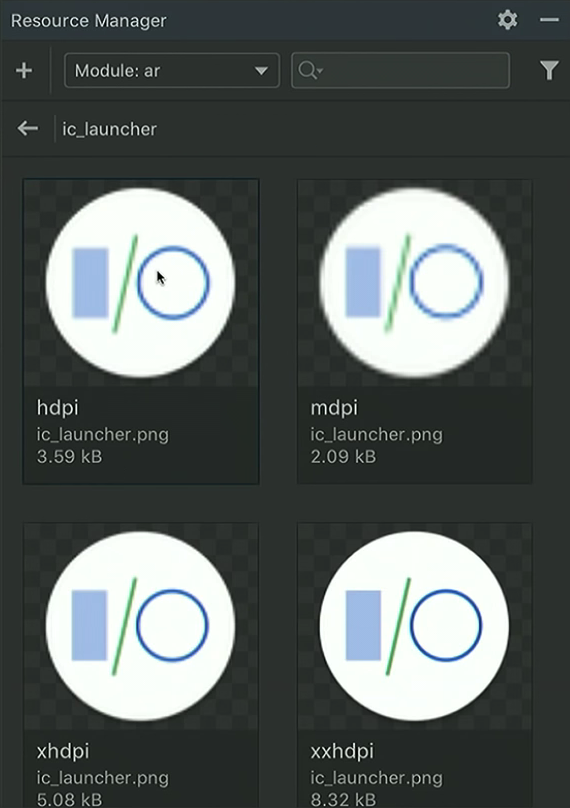 Resource Manager
Module: ar
ic_launcher
I/O
I/O
hdpi
mdpi
ic_launcher.png
ic_launcher.png
3.59 kB
2.09 kB
I/O
I/O
xhdpi
xxhdpi
ic_launcher.png
ic_launcher.png
5.08 kB
8.32 kB